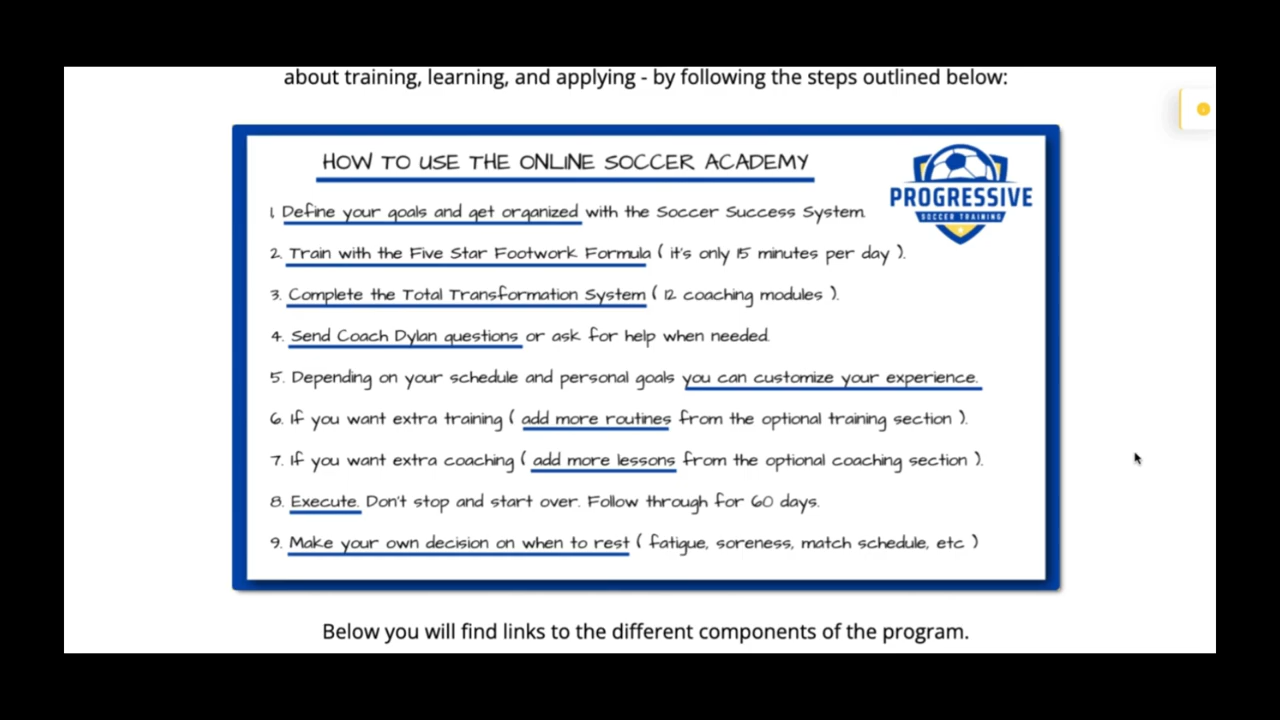 about training, learning, and applying - by following the steps outlined below:
HOW TO USE THE ONLINE SOCCER ACADEMY
PROGRESSIVE
SOCCER TRAINING
1. Define your goals and get organized with the Soccer Success System.
2. Train with the Five Star Footwork Formula ( it's only 15 minutes per day ).
3. Complete the Total Transformation System ( 12 coaching modules ).
4. Send Coach Dylan questions or ask for help when needed.
5. Depending on your schedule and personal goals you can customize your experience.
6. If you want extra training ( add more routines from the optional training section ).
7. If you want extra coaching ( add more lessons from the optional coaching section ).
8. Execute. Don't stop and start over. Follow through for 60 days.
9. Make your own decision on when to rest ( fatigue, soreness, match schedule, etc )
Below you will find links to the different components of the program.